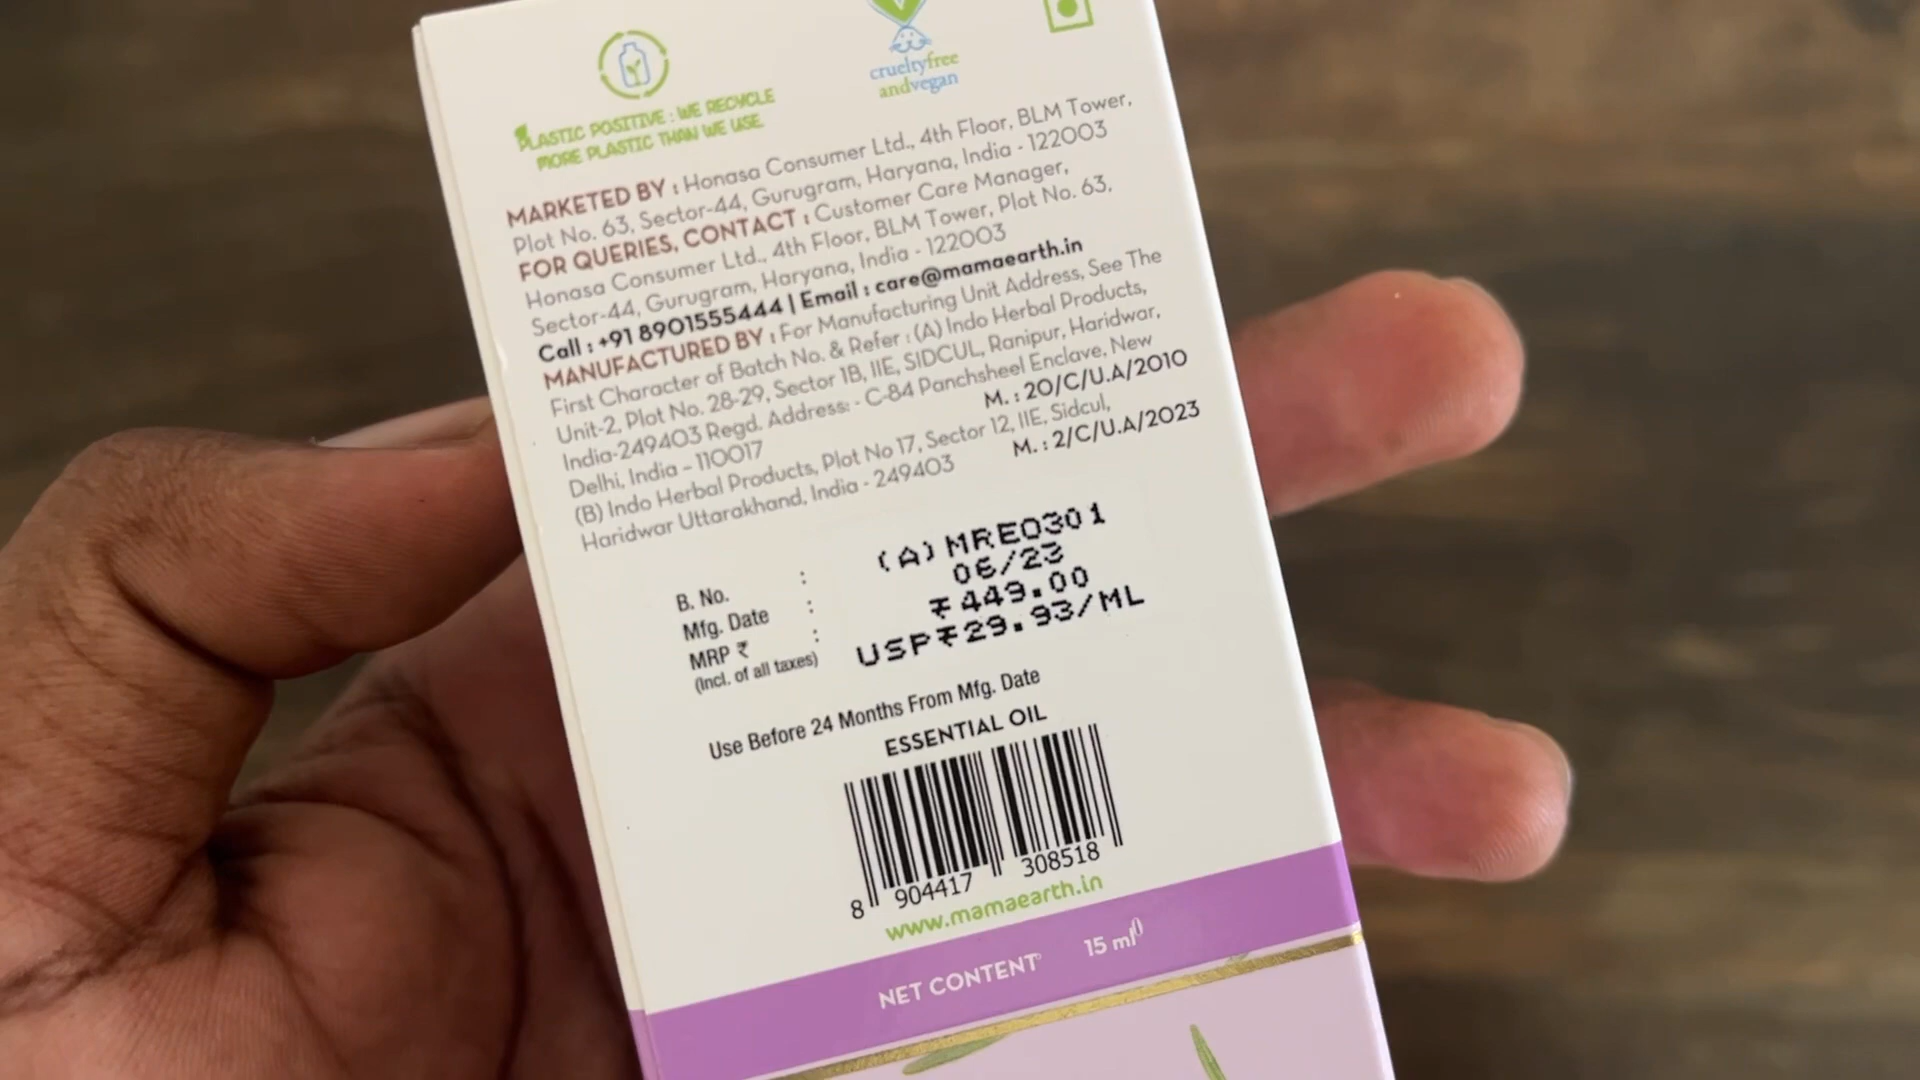 PLASTIC POSITIVE : WE RECYCLE
MORE PLASTIC THAN WE USE.
crueltyfree
andvegan
MARKETED BY : Honasa Consumer Ltd., 4th Floor, BLM Tower,
Plot No. 63, Sector-44, Gurugram, Haryana, India - 122003
FOR QUERIES, CONTACT : Customer Care Manager,
Honasa Consumer Ltd., 4th Floor, BLM Tower, Plot No. 63,
Sector-44, Gurugram, Haryana, India - 122003
Call : +91 8901555444 | Email : care@mamaearth.in
MANUFACTURED BY : For Manufacturing Unit Address, See The
First Character of Batch No. & Refer : (A) Indo Herbal Products,
Unit-2, Plot No. 28-29, Sector 1B, IIE, SIDCUL, Ranipur, Haridwar,
India-249403 Regd. Address: - C-84 Panchsheel Enclave, New
Delhi, India – 110017 M. : 20/C/U.A/2010
(B) Indo Herbal Products, Plot No 17, Sector 12, IIE, Sidcul,
Haridwar Uttarakhand, India - 249403 M. : 2/C/U.A/2023
B. No. : (A) MRE0301
Mfg. Date : 06/23
MRP ₹ : ₹449.00
(Incl. of all taxes) USP₹29.93/ML
Use Before 24 Months From Mfg. Date
ESSENTIAL OIL
8 904417 308518
www.mamaearth.in
NET CONTENT 15 ml